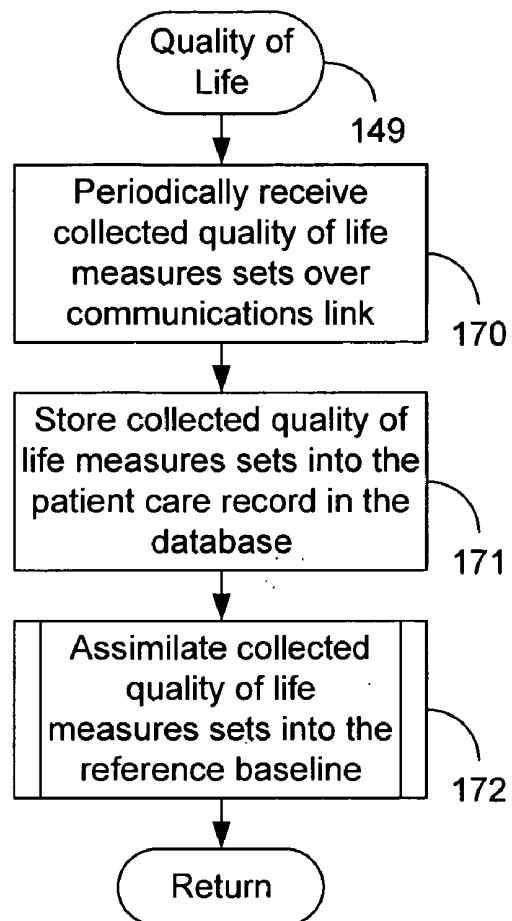 Quality of
Life
149
Periodically receive
collected quality of life
measures sets over
communications link
170
Store collected quality of
life measures sets into the
patient care record in the
database
171
Assimilate collected
quality of life
measures sets into the
reference baseline
172
Return